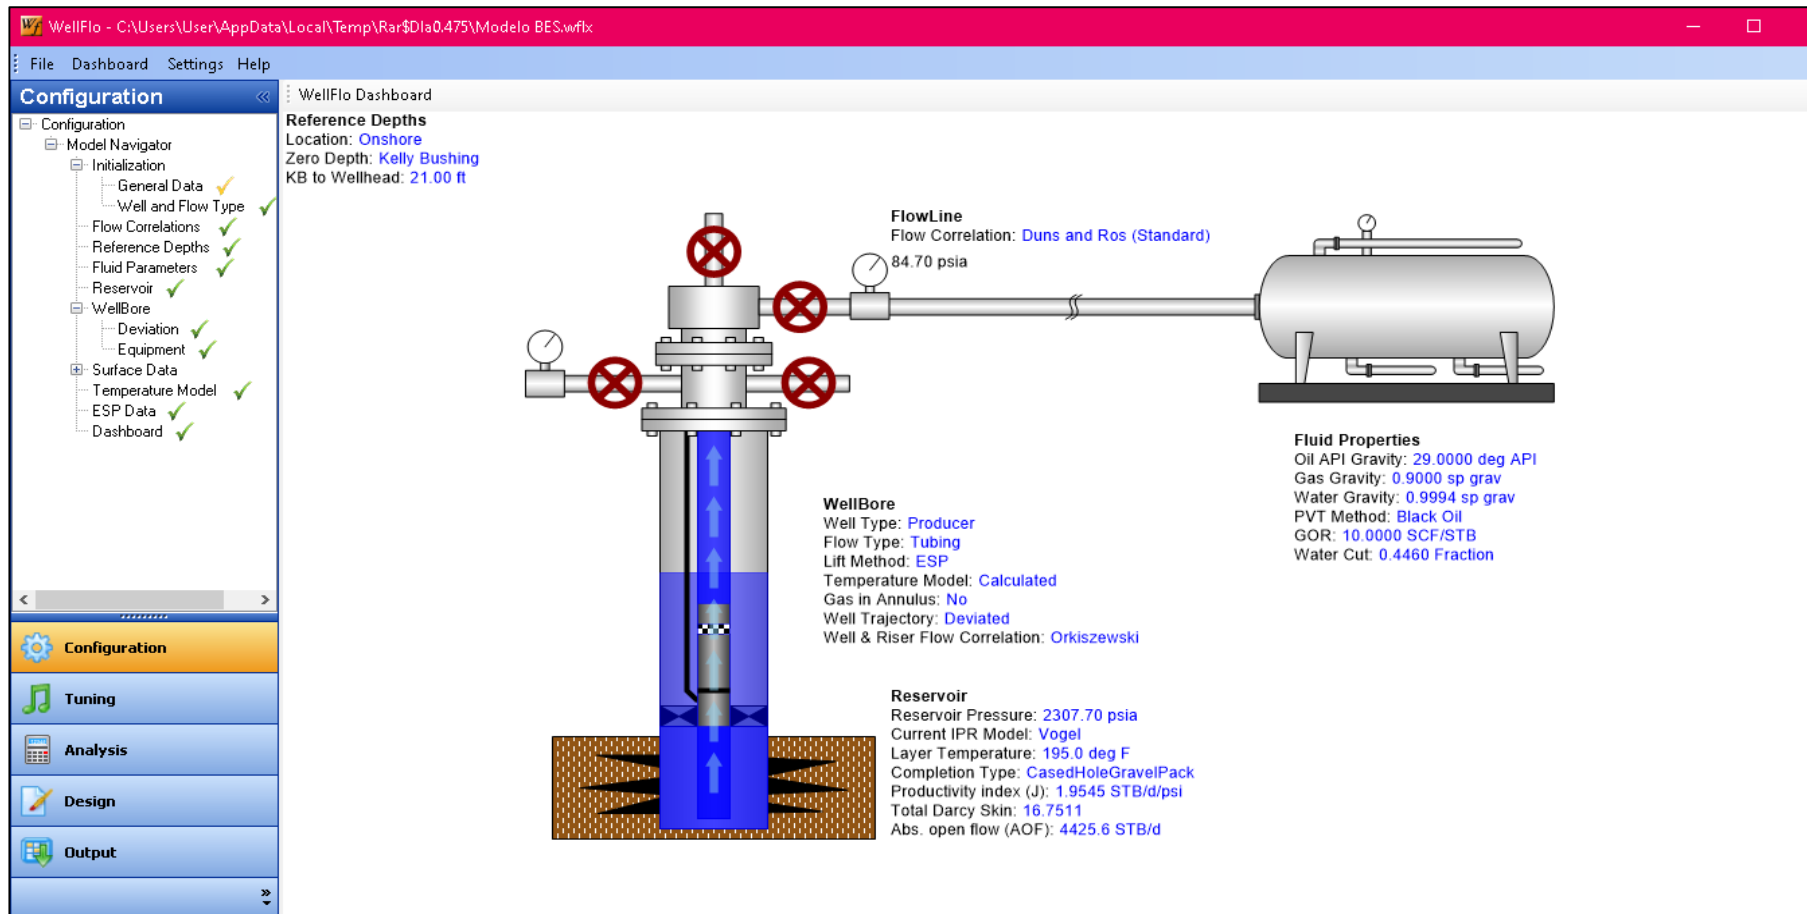 WellFlo - C:\Users\User\AppData\Local\Temp\Rar$DIa0.475\Modelo BES.wflx
File Dashboard Settings Help
Configuration
WellFlo Dashboard
Configuration
Model Navigator
Initialization
General Data
Well and Flow Type
Flow Correlations
Reference Depths
Fluid Parameters
Reservoir
WellBore
Deviation
Equipment
Surface Data
Temperature Model
ESP Data
Dashboard
Configuration
Tuning
Analysis
Design
Output
Reference Depths
Location: Onshore
Zero Depth: Kelly Bushing
KB to Wellhead: 21.00 ft
FlowLine
Flow Correlation: Duns and Ros (Standard)
84.70 psia
Fluid Properties
Oil API Gravity: 29.0000 deg API
Gas Gravity: 0.9000 sp grav
Water Gravity: 0.9994 sp grav
PVT Method: Black Oil
GOR: 10.0000 SCF/STB
Water Cut: 0.4460 Fraction
WellBore
Well Type: Producer
Flow Type: Tubing
Lift Method: ESP
Temperature Model: Calculated
Gas in Annulus: No
Well Trajectory: Deviated
Well & Riser Flow Correlation: Orkiszewski
Reservoir
Reservoir Pressure: 2307.70 psia
Current IPR Model: Vogel
Layer Temperature: 195.0 deg F
Completion Type: CasedHoleGravelPack
Productivity index (J): 1.9545 STB/d/psi
Total Darcy Skin: 16.7511
Abs. open flow (AOF): 4425.6 STB/d